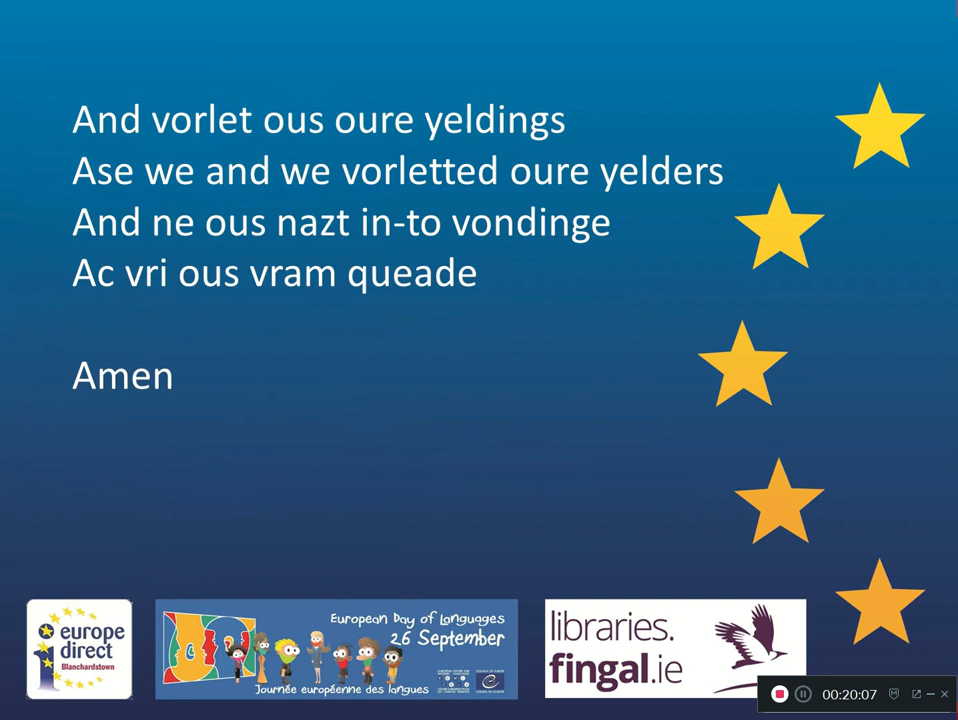 And vorlet ous oure yeldings
Ase we and we vorletted oure yelders
And ne ous nazt in-to vondinge
Ac vri ous vram queade
Amen
europe
direct
Blanchardstown
European Day of Languages
26 September
Journée européenne des langues
libraries.
fingal.ie
00:20:07